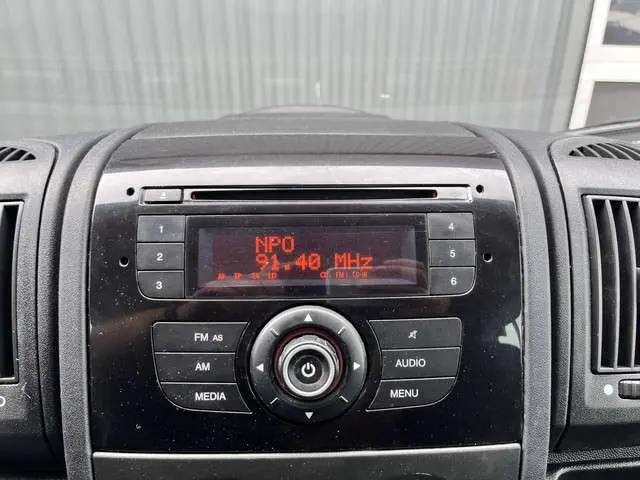 1
2
3
4
5
6
NPO
91.40 MHz
FM AS
AM
MEDIA
AUDIO
MENU